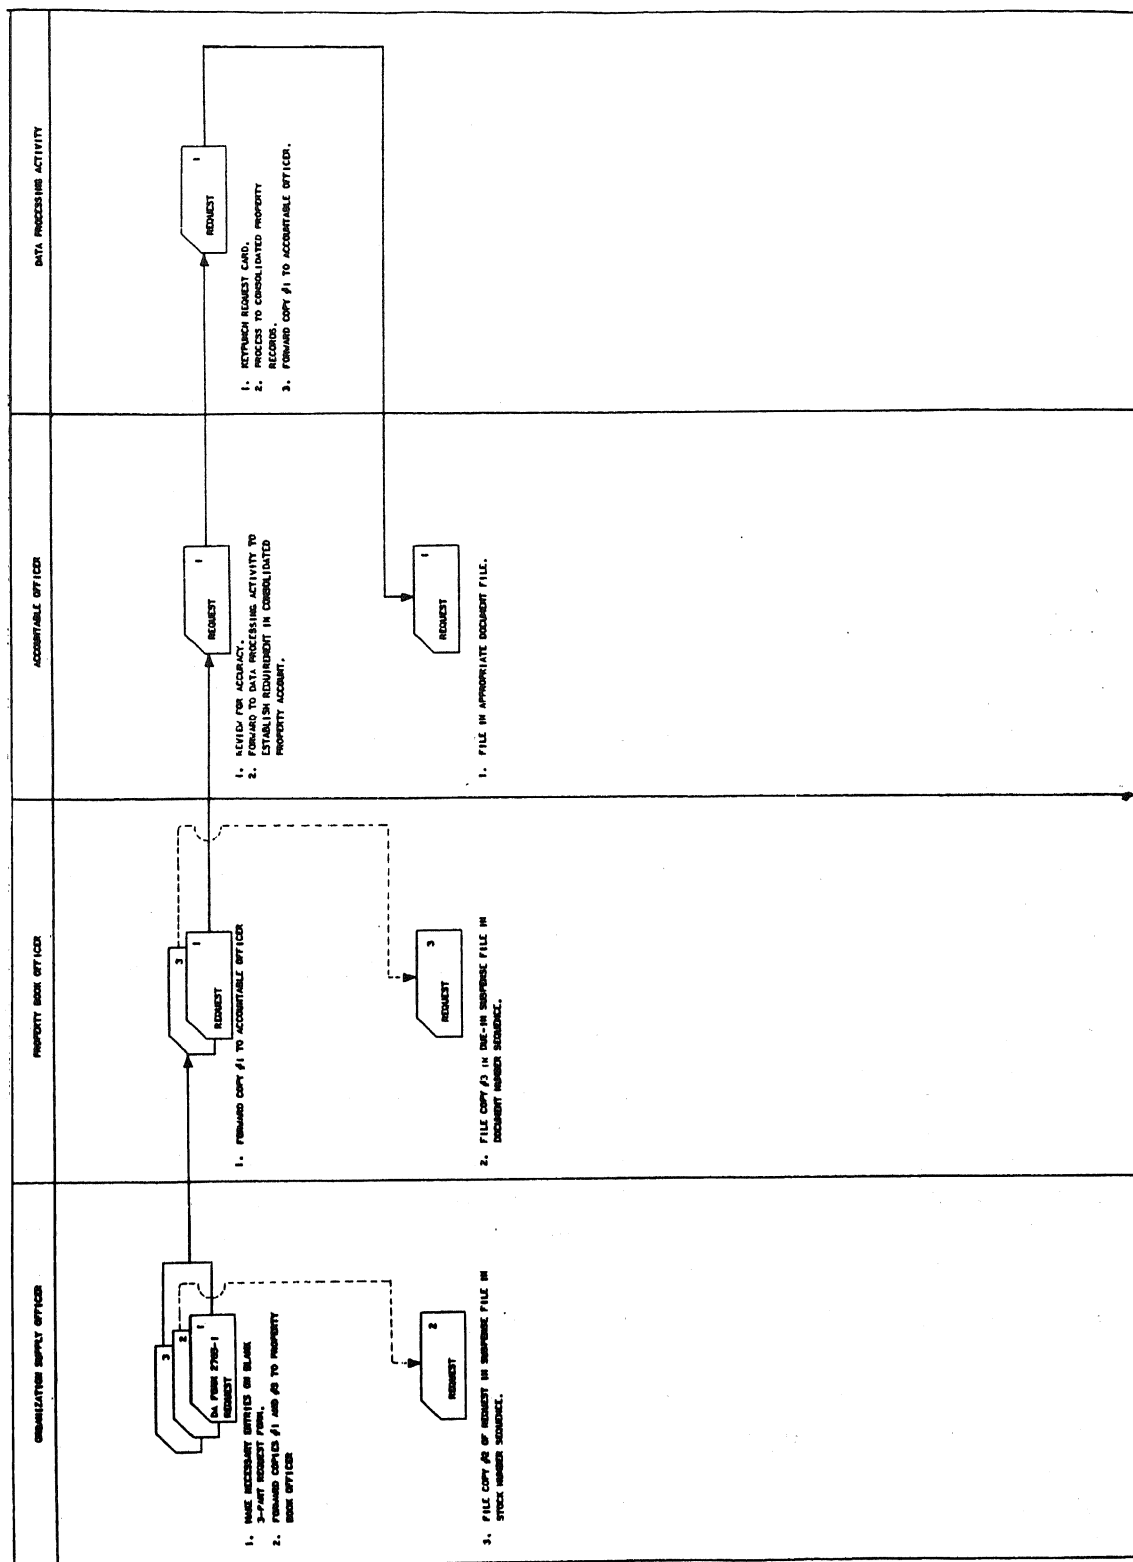 ORGANIZATION SUPPLY OFFICER
3
2
1
DA FORM 2765-1
REQUEST
1. MAKE NECESSARY ENTRIES ON BLANK
3-PART REQUEST FORM.
2. FORWARD COPIES #1 AND #3 TO PROPERTY
BOOK OFFICER
2
REQUEST
3. FILE COPY #2 OF REQUEST IN SUSPENSE FILE IN
STOCK NUMBER SEQUENCE.
PROPERTY BOOK OFFICER
3
1
REQUEST
1. FORWARD COPY #1 TO ACCOUNTABLE OFFICER
3
REQUEST
2. FILE COPY #3 IN DUE-IN SUSPENSE FILE IN
DOCUMENT NUMBER SEQUENCE.
ACCOUNTABLE OFFICER
1
REQUEST
1. REVIEW FOR ACCURACY.
2. FORWARD TO DATA PROCESSING ACTIVITY TO
ESTABLISH REQUIREMENT IN CONSOLIDATED
PROPERTY ACCOUNT.
1
REQUEST
1. FILE IN APPROPRIATE DOCUMENT FILE.
DATA PROCESSING ACTIVITY
1
REQUEST
1. KEYPUNCH REQUEST CARD.
2. PROCESS TO CONSOLIDATED PROPERTY
RECORDS.
3. FORWARD COPY #1 TO ACCOUNTABLE OFFICER.